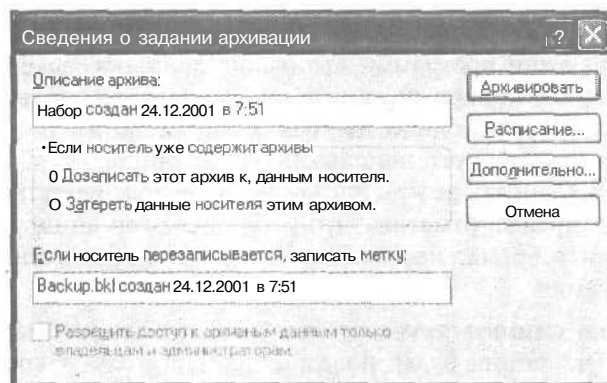 Сведения о задании архивации
?
Описание архива:
Набор создан 24.12.2001 в 7:51
Архивировать
Расписание...
Дополнительно...
Отмена
·Если носитель уже содержит архивы
0 Дозаписать этот архив к, данным носителя.
О Затереть данные носителя этим архивом.
Если носитель перезаписывается, записать метку:
Backup.bkf создан 24.12.2001 в 7:51
Разрешить доступ к архивным данным только
владельцам и администраторам.